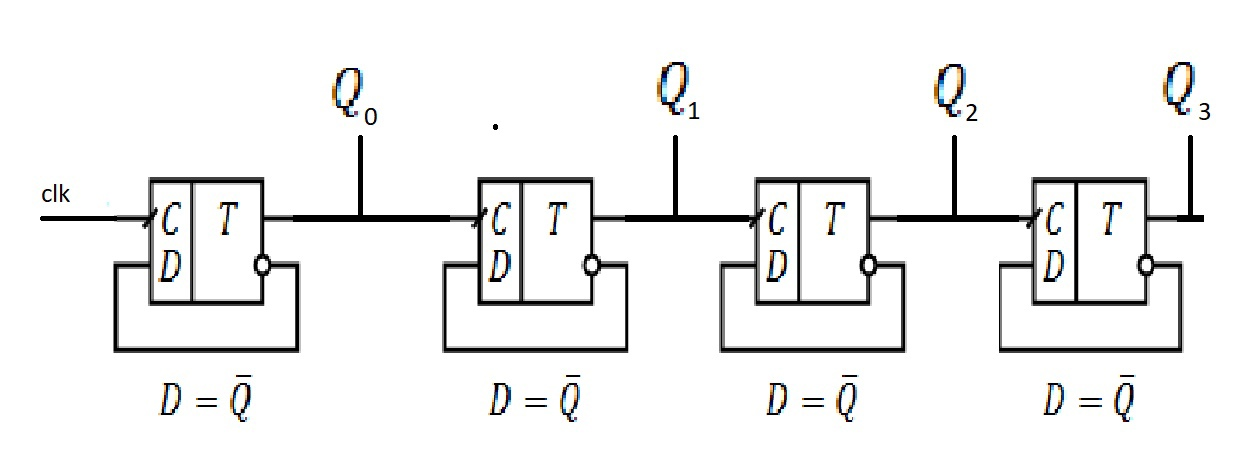 Q₀ Q₁ Q₂ Q₃
clk
C T C T C T C T
D D D D
D = Q̄ D = Q̄ D = Q̄ D = Q̄